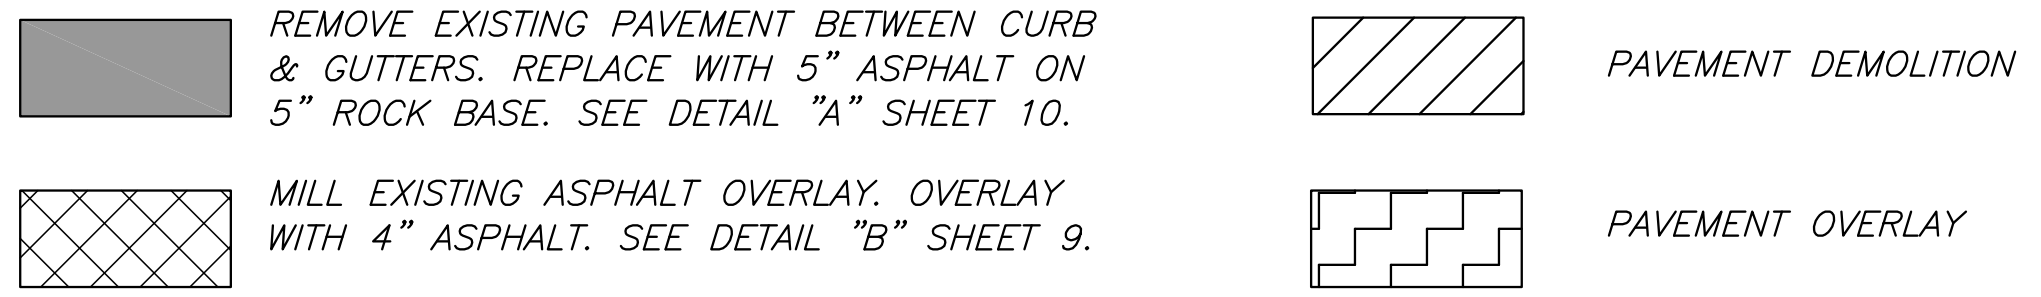 REMOVE EXISTING PAVEMENT BETWEEN CURB
& GUTTERS. REPLACE WITH 5" ASPHALT ON
5" ROCK BASE. SEE DETAIL "A" SHEET 10.
MILL EXISTING ASPHALT OVERLAY. OVERLAY
WITH 4" ASPHALT. SEE DETAIL "B" SHEET 9.
PAVEMENT DEMOLITION
PAVEMENT OVERLAY